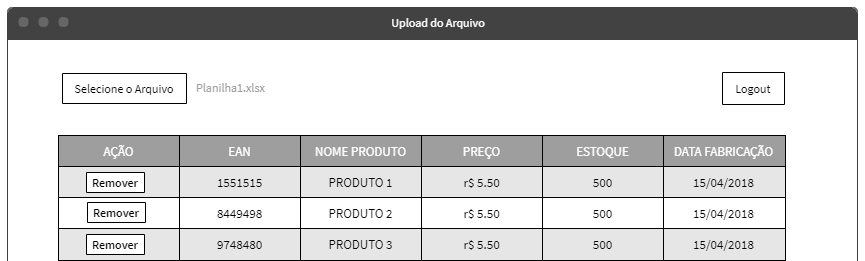 Upload do Arquivo
Selecione o Arquivo Planilha1.xlsx Logout
AÇÃO EAN NOME PRODUTO PREÇO ESTOQUE DATA FABRICAÇÃO
Remover 1551515 PRODUTO 1 r$ 5.50 500 15/04/2018
Remover 8449498 PRODUTO 2 r$ 5.50 500 15/04/2018
Remover 9748480 PRODUTO 3 r$ 5.50 500 15/04/2018